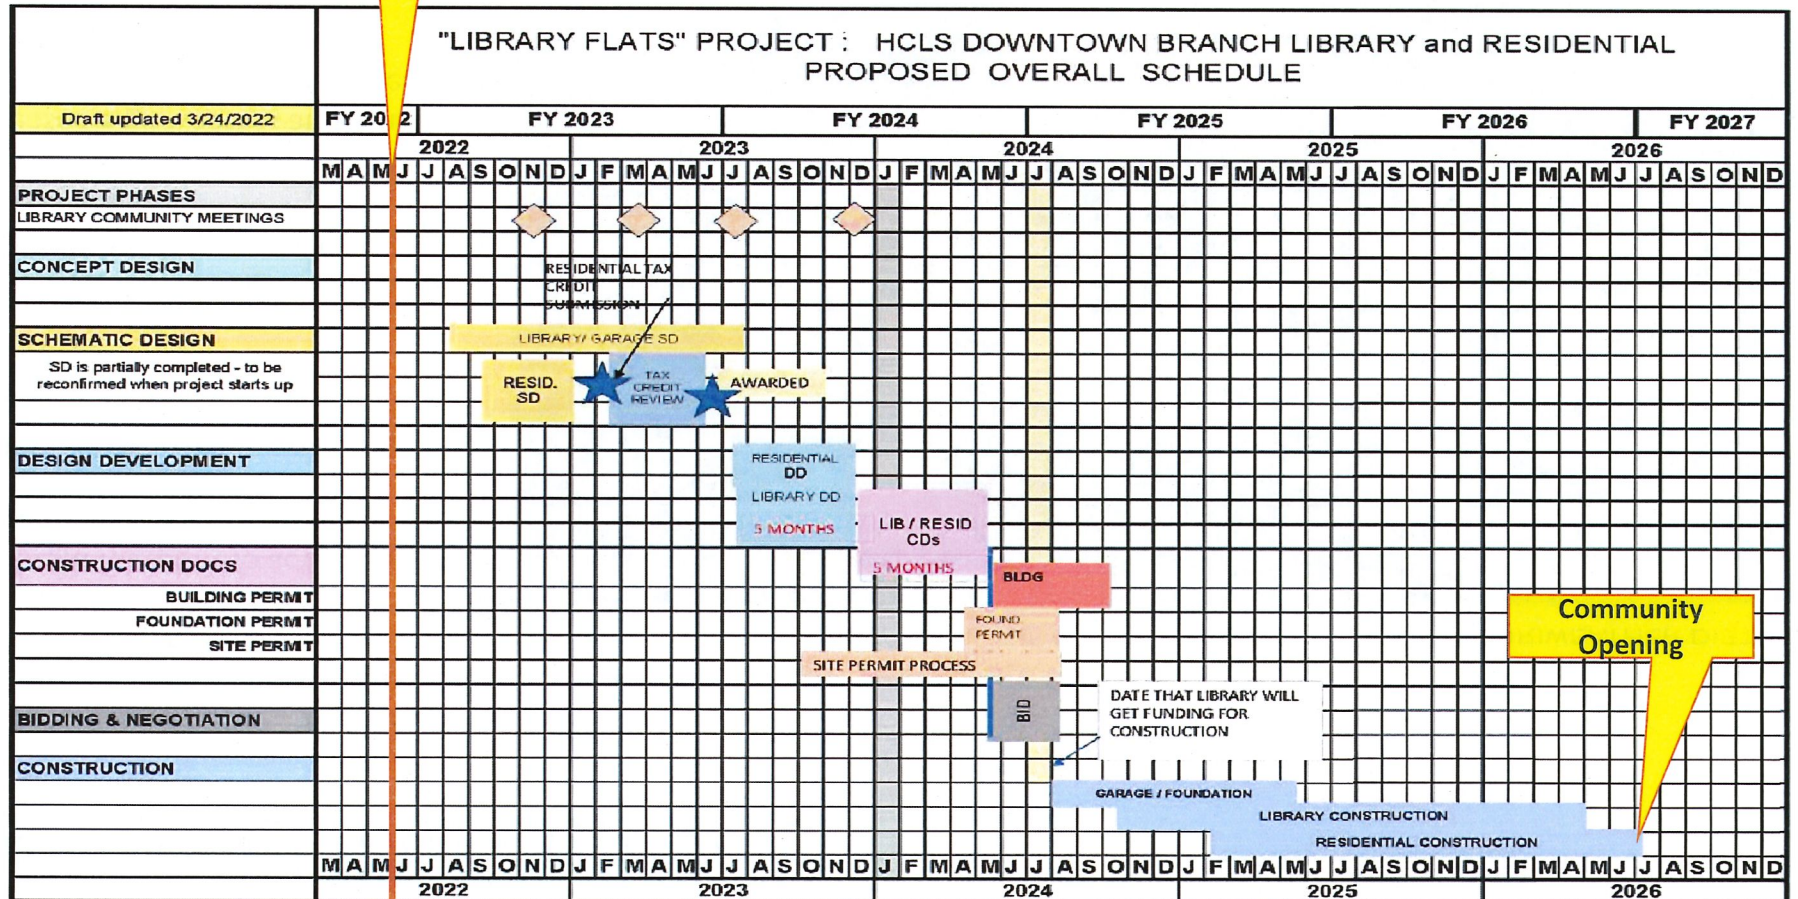 "LIBRARY FLATS" PROJECT : HCLS DOWNTOWN BRANCH LIBRARY and RESIDENTIAL
PROPOSED OVERALL SCHEDULE
Draft updated 3/24/2022
FY 2022 FY 2023 FY 2024 FY 2025 FY 2026 FY 2027
2022 2023 2024 2025 2026
M A M J J A S O N D J F M A M J J A S O N D J F M A M J J A S O N D J F M A M J J A S O N D J F M A M J J A S O N D
PROJECT PHASES
LIBRARY COMMUNITY MEETINGS
CONCEPT DESIGN
RESIDENTIAL TAX
CREDIT
SUBMISSION
SCHEMATIC DESIGN
LIBRARY/ GARAGE SD
SD is partially completed - to be
reconfirmed when project starts up
RESID.
SD
TAX
CREDIT
REVIEW
AWARDED
DESIGN DEVELOPMENT
RESIDENTIAL
DD
LIBRARY DD
5 MONTHS
LIB / RESID
CDs
5 MONTHS
CONSTRUCTION DOCS
BLDG
BUILDING PERMIT
FOUNDATION PERMIT
FOUND.
PERMIT
SITE PERMIT
SITE PERMIT PROCESS
Community
Opening
BIDDING & NEGOTIATION
BID
DATE THAT LIBRARY WILL
GET FUNDING FOR
CONSTRUCTION
CONSTRUCTION
GARAGE / FOUNDATION
LIBRARY CONSTRUCTION
RESIDENTIAL CONSTRUCTION
M A M J J A S O N D J F M A M J J A S O N D J F M A M J J A S O N D J F M A M J J A S O N D J F M A M J J A S O N D
2022 2023 2024 2025 2026